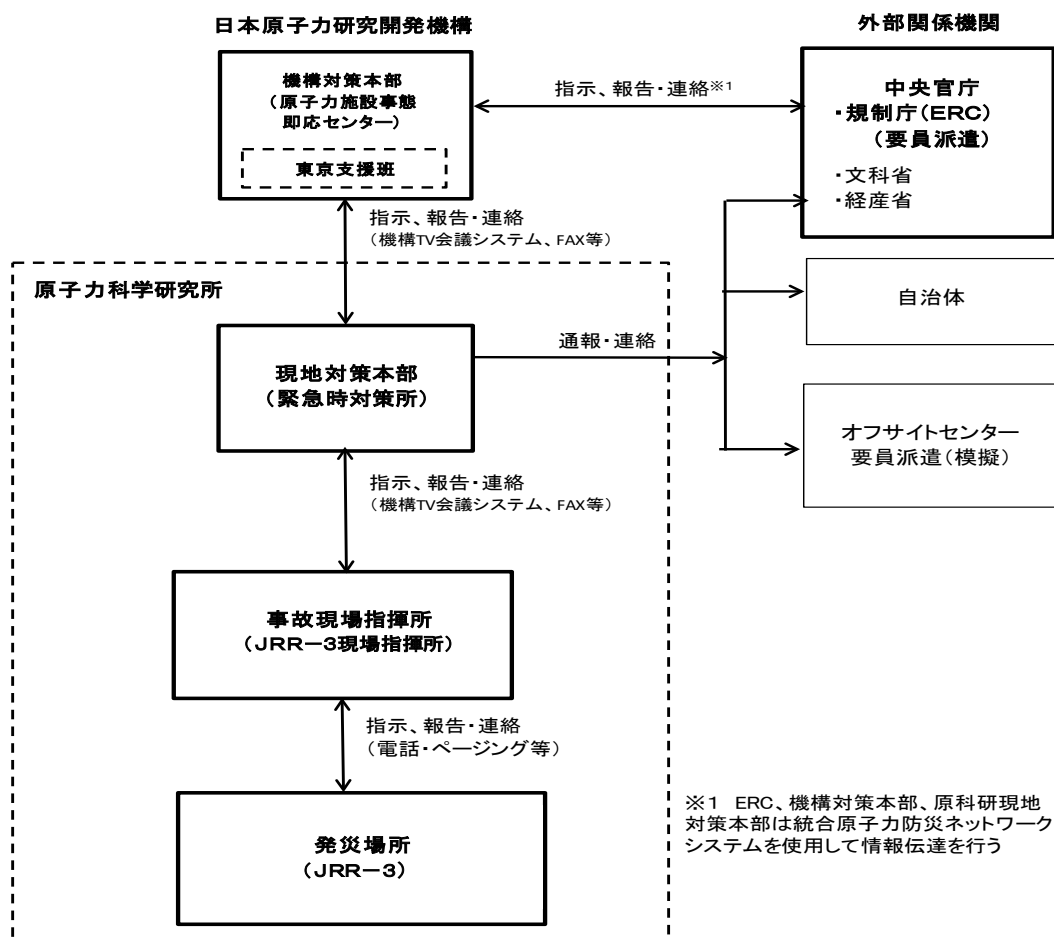 日本原子力研究開発機構
外部関係機関
機構対策本部
(原子力施設事態
即応センター)
東京支援班
指示、報告・連絡※1
中央官庁
・規制庁(ERC)
(要員派遣)
・文科省
・経産省
指示、報告・連絡
(機構TV会議システム、FAX等)
原子力科学研究所
自治体
通報・連絡
現地対策本部
(緊急時対策所)
オフサイトセンター
要員派遣(模擬)
指示、報告・連絡
(機構TV会議システム、FAX等)
事故現場指揮所
(JRR-3現場指揮所)
指示、報告・連絡
(電話・ページング等)
発災場所
(JRR-3)
※1 ERC、機構対策本部、原科研現地
対策本部は統合原子力防災ネットワーク
システムを使用して情報伝達を行う